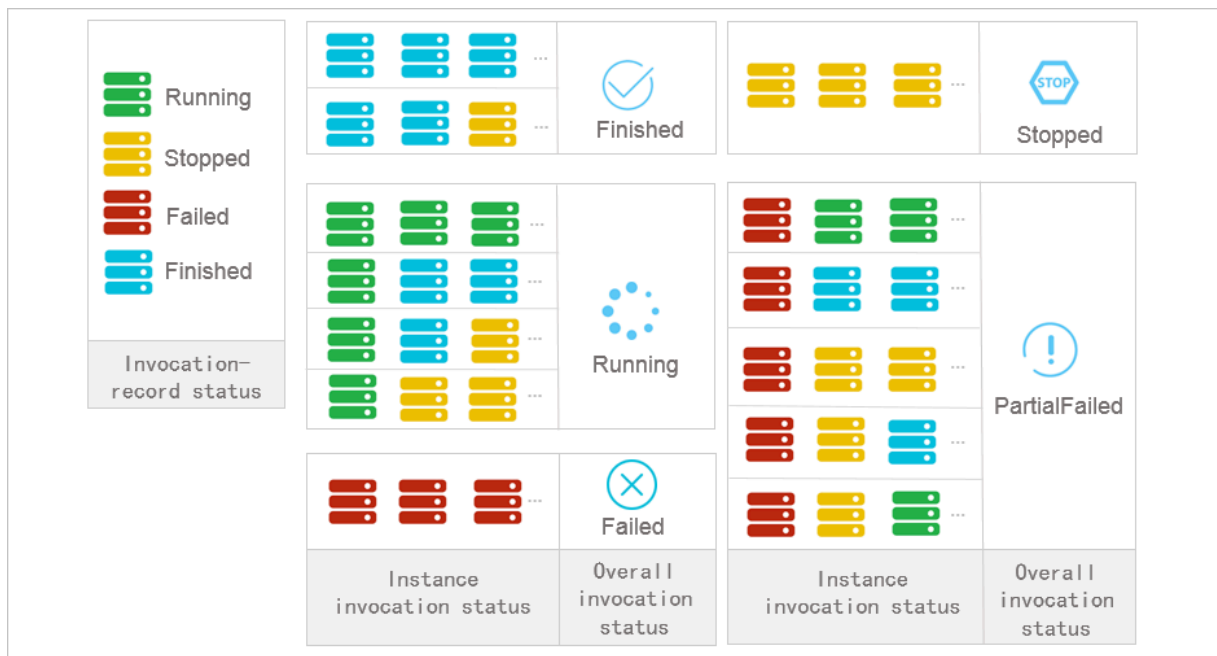 Running
Stopped
Failed
Finished
Invocation-
record status
...
...
Finished
...
STOP
Stopped
...
...
...
...
Running
...
...
...
...
...
PartialFailed
...
Failed
Instance
invocation status
Overall
invocation
status
Instance
invocation status
Overall
invocation
status